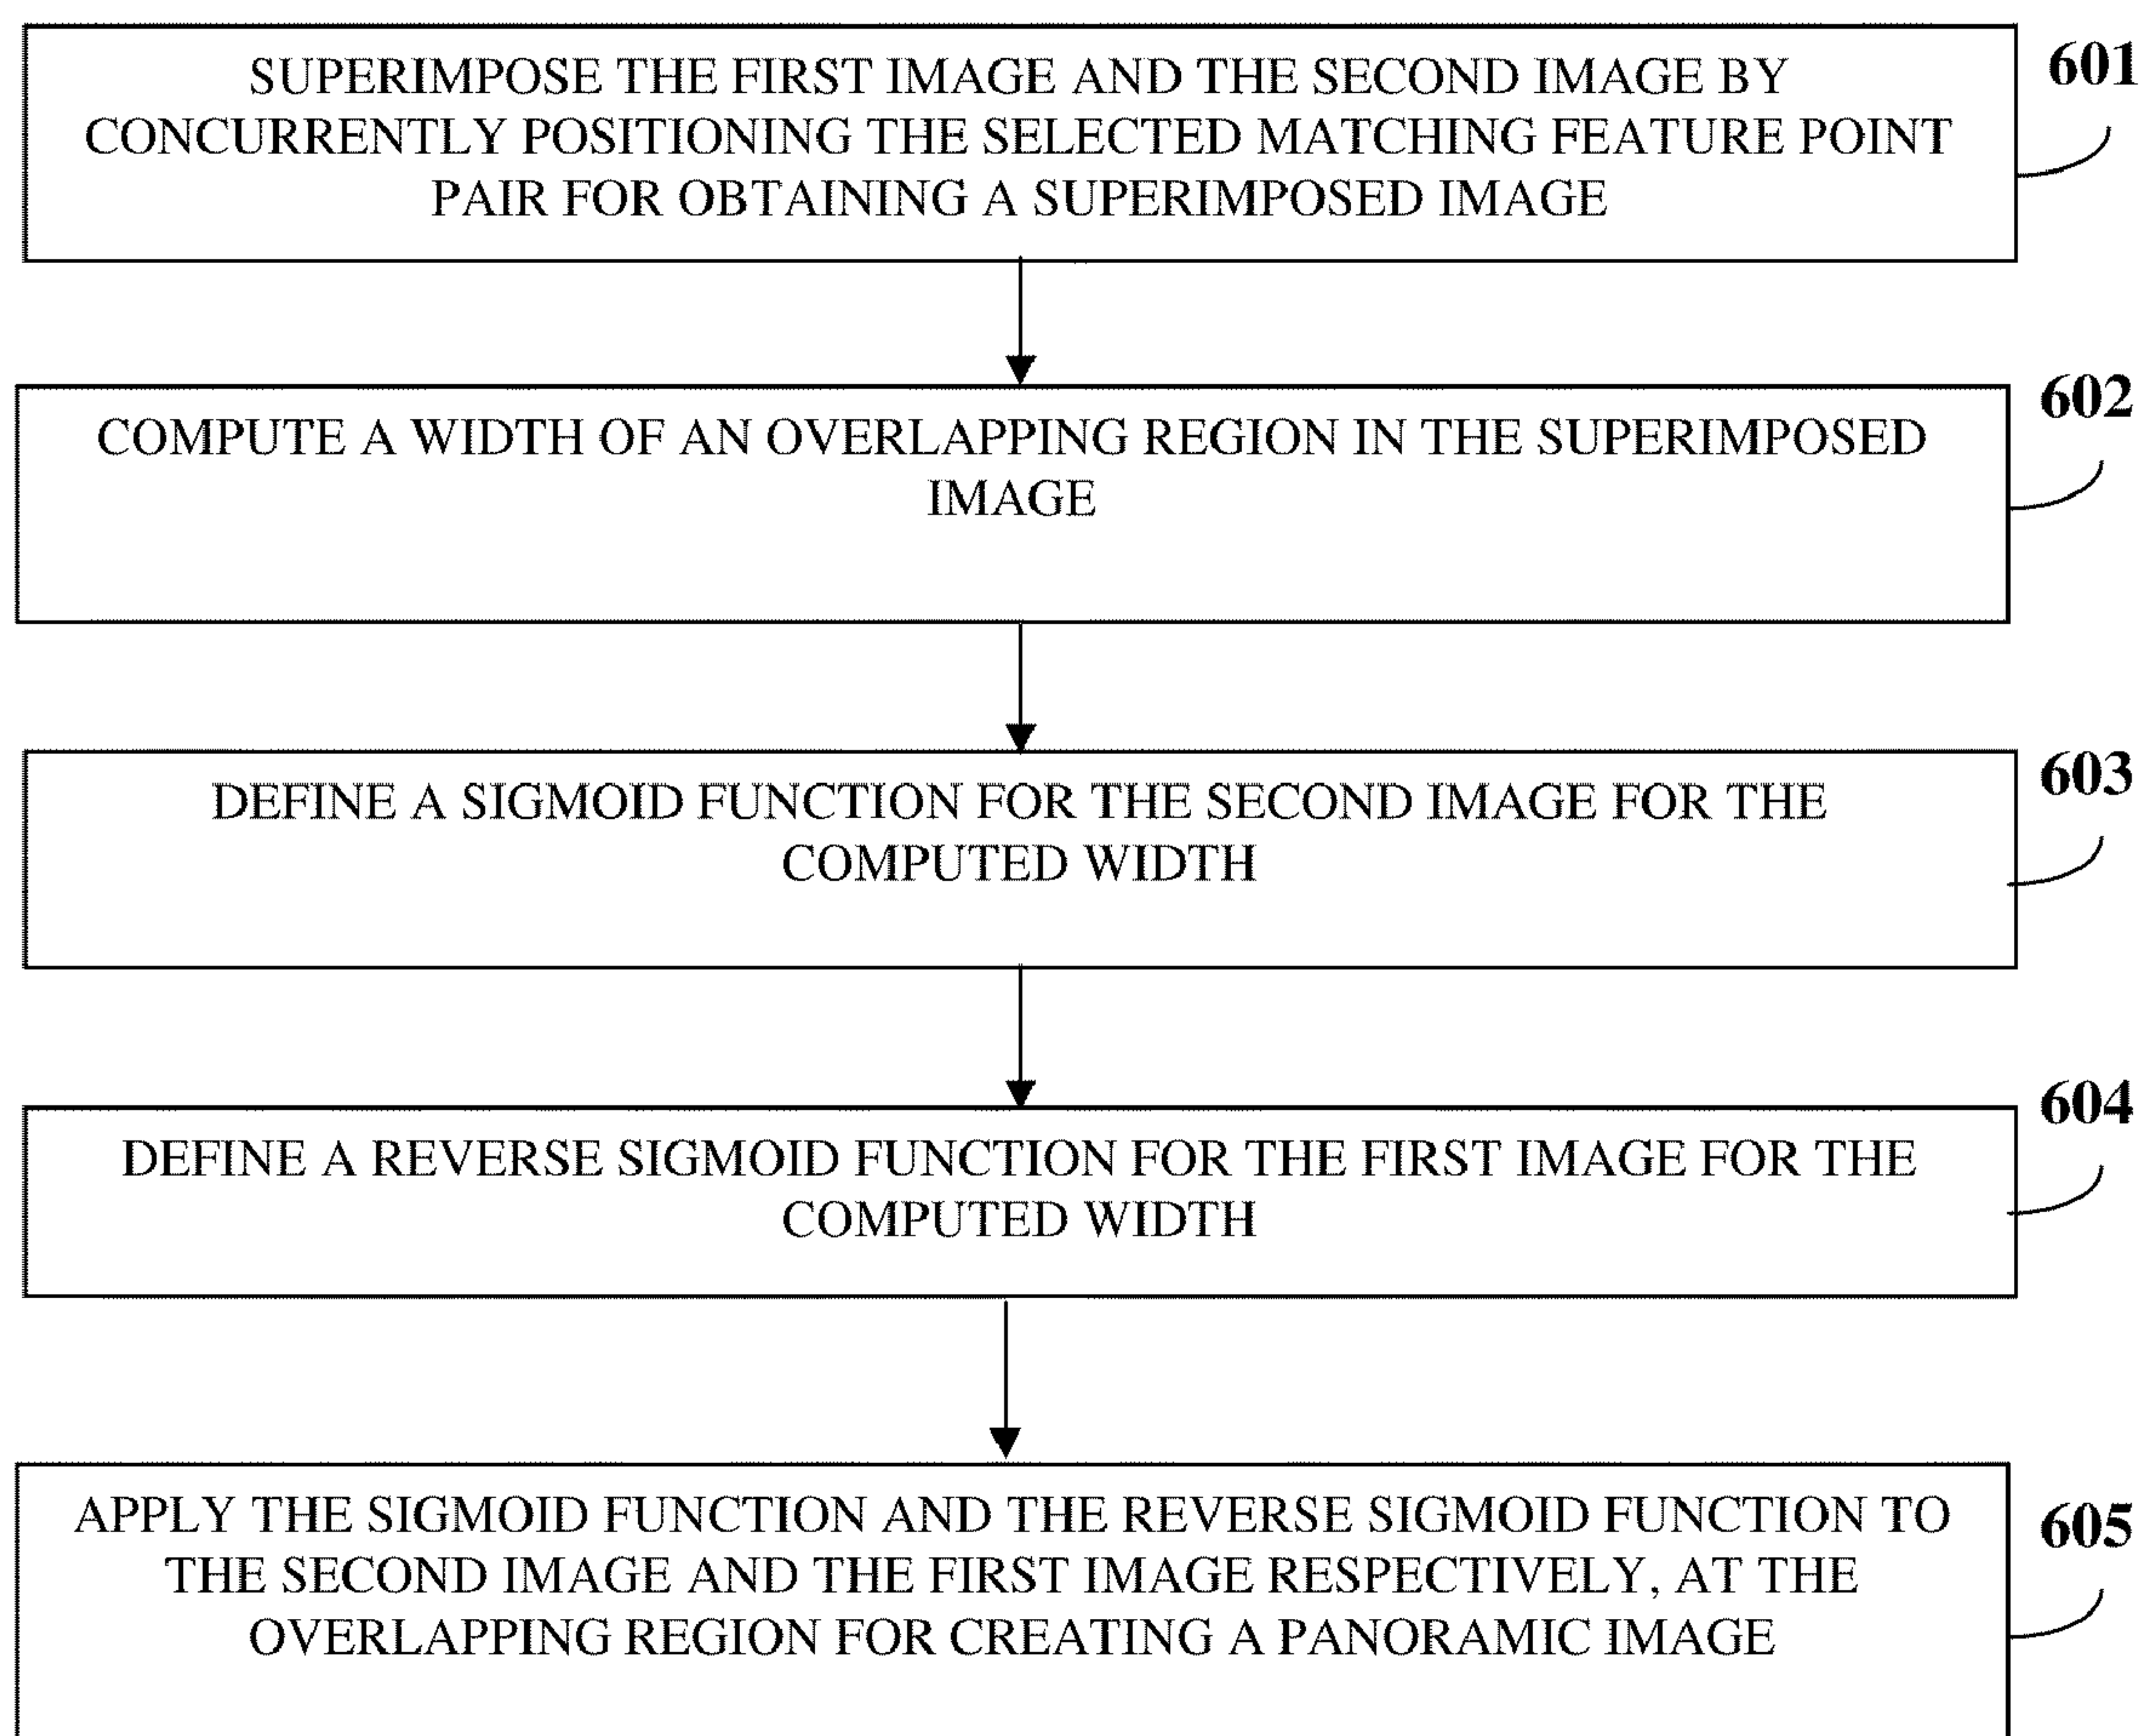 SUPERIMPOSE THE FIRST IMAGE AND THE SECOND IMAGE BY
CONCURRENTLY POSITIONING THE SELECTED MATCHING FEATURE POINT
PAIR FOR OBTAINING A SUPERIMPOSED IMAGE
601
COMPUTE A WIDTH OF AN OVERLAPPING REGION IN THE SUPERIMPOSED
IMAGE
602
DEFINE A SIGMOID FUNCTION FOR THE SECOND IMAGE FOR THE
COMPUTED WIDTH
603
DEFINE A REVERSE SIGMOID FUNCTION FOR THE FIRST IMAGE FOR THE
COMPUTED WIDTH
604
APPLY THE SIGMOID FUNCTION AND THE REVERSE SIGMOID FUNCTION TO
THE SECOND IMAGE AND THE FIRST IMAGE RESPECTIVELY, AT THE
OVERLAPPING REGION FOR CREATING A PANORAMIC IMAGE
605